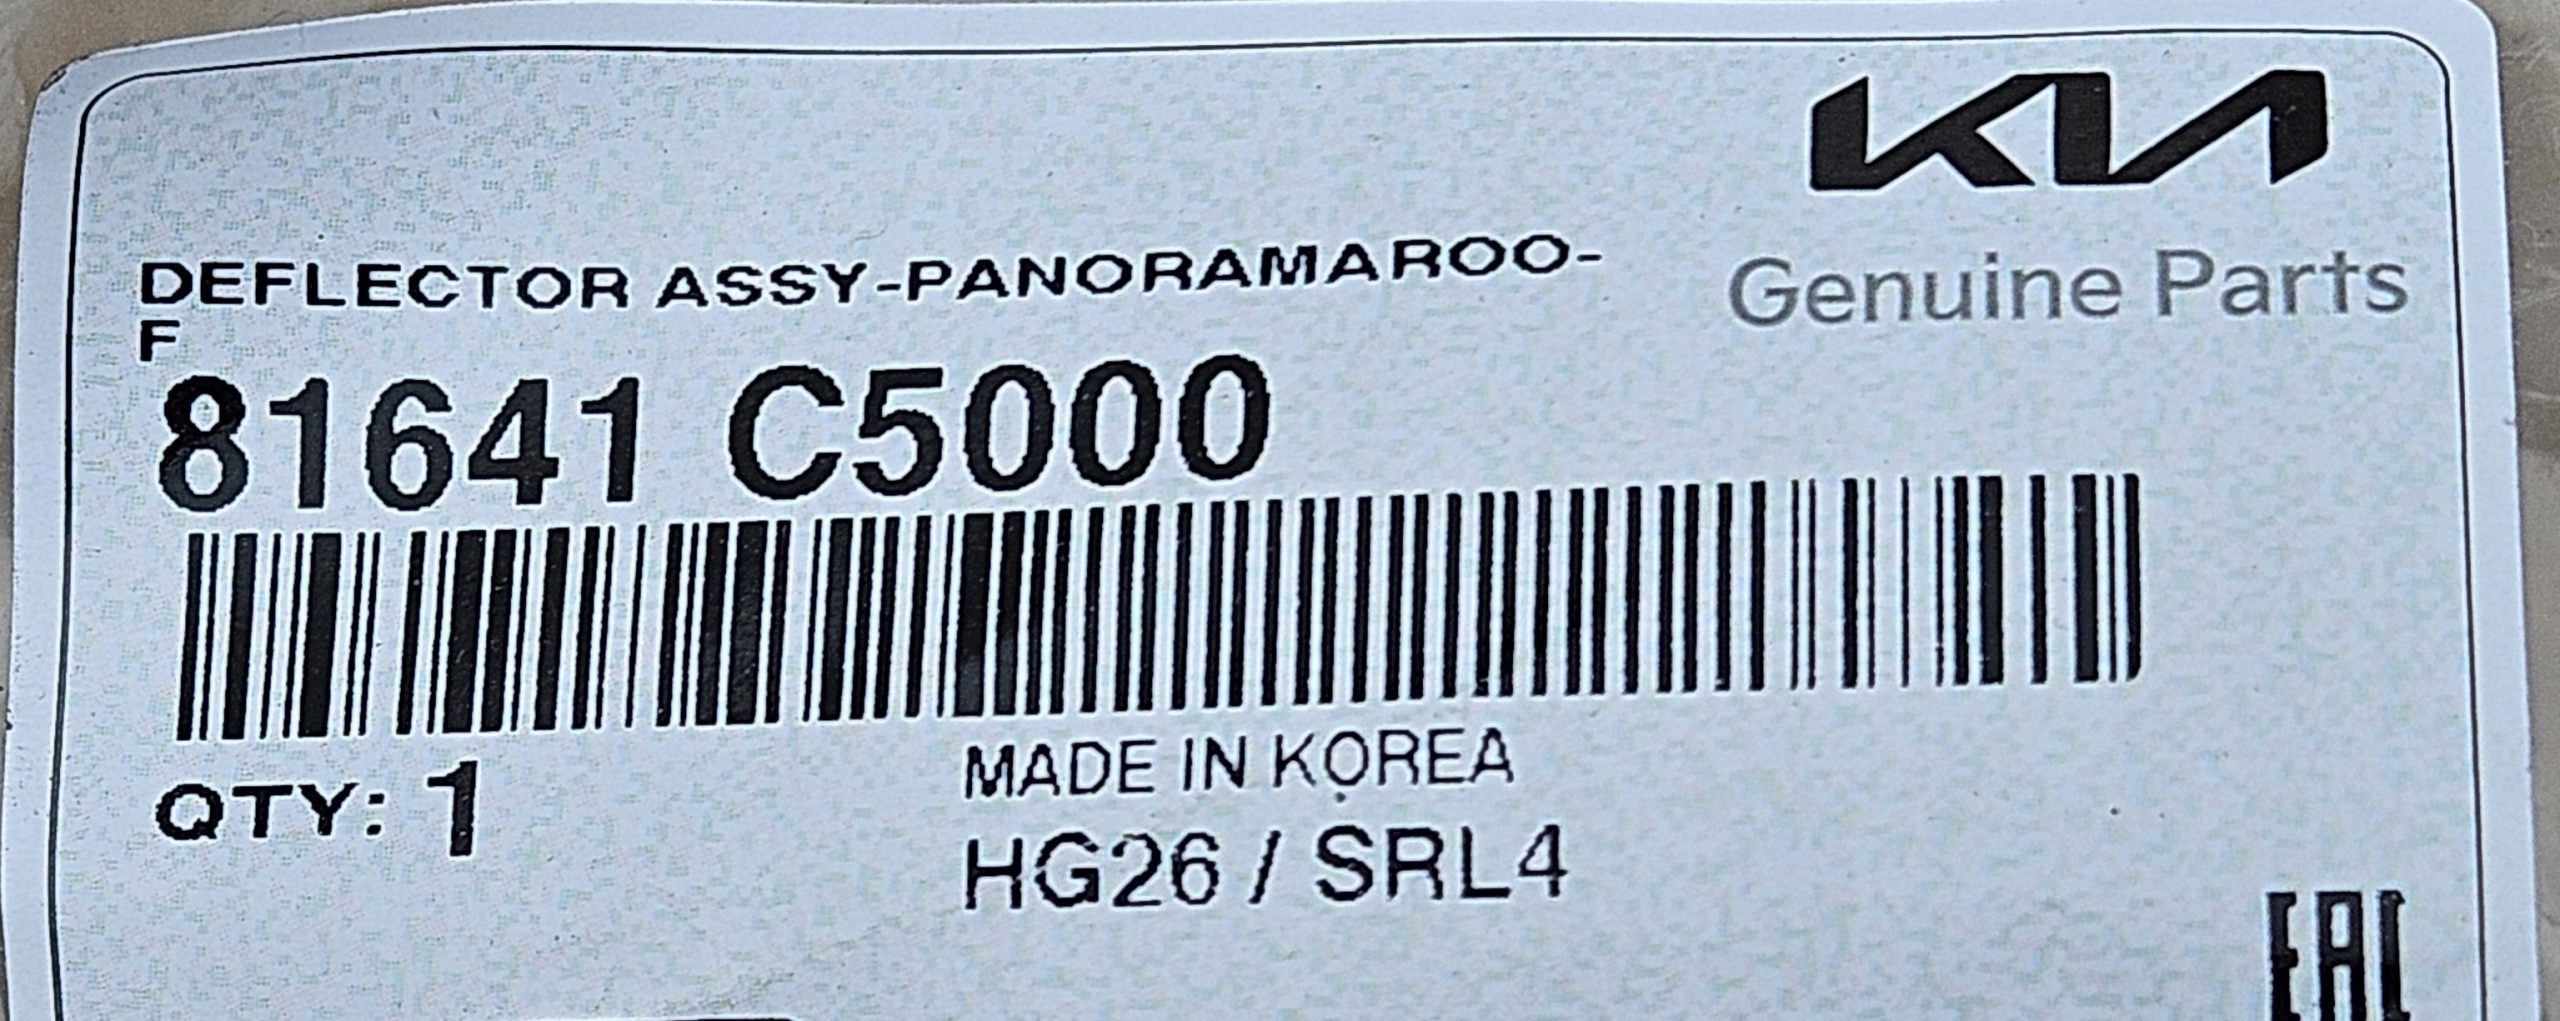 KIA
Genuine Parts
DEFLECTOR ASSY-PANORAMAROO-
F
81641 C5000
QTY: 1
MADE IN KOREA
HG26 / SRL4
EAC